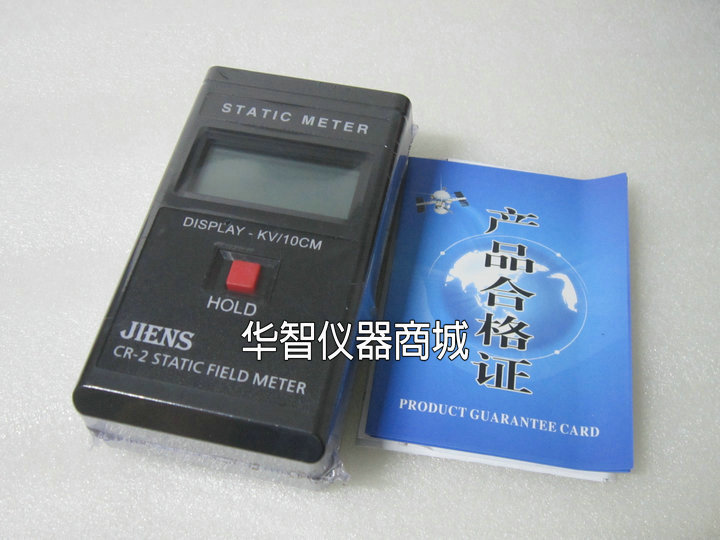 STATIC METER
DISPLAY - KV/10CM
HOLD
JIENS
CR-2 STATIC FIELD METER
华智仪器商城
产品合格证
PRODUCT GUARANTEE CARD